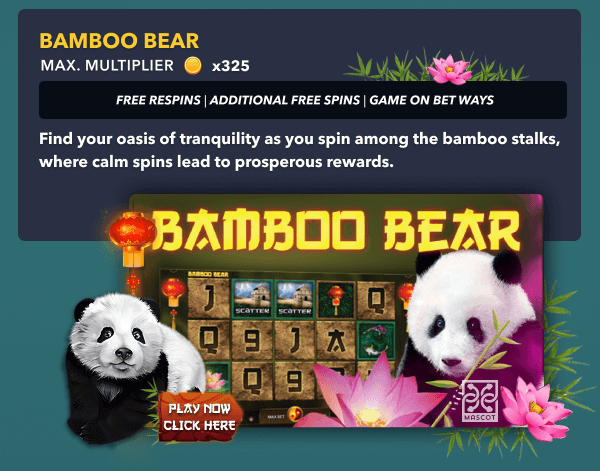 BAMBOO BEAR
MAX. MULTIPLIER x325
FREE RESPINS | ADDITIONAL FREE SPINS | GAME ON BET WAYS
Find your oasis of tranquility as you spin among the bamboo stalks,
where calm spins lead to prosperous rewards.
BAMBOO BEAR
BAMBOO BEAR
J SCATTER SCATTER Q
Q 9 J A
Q 9 9
MAX BET
PLAY NOW
CLICK HERE
MASCOT